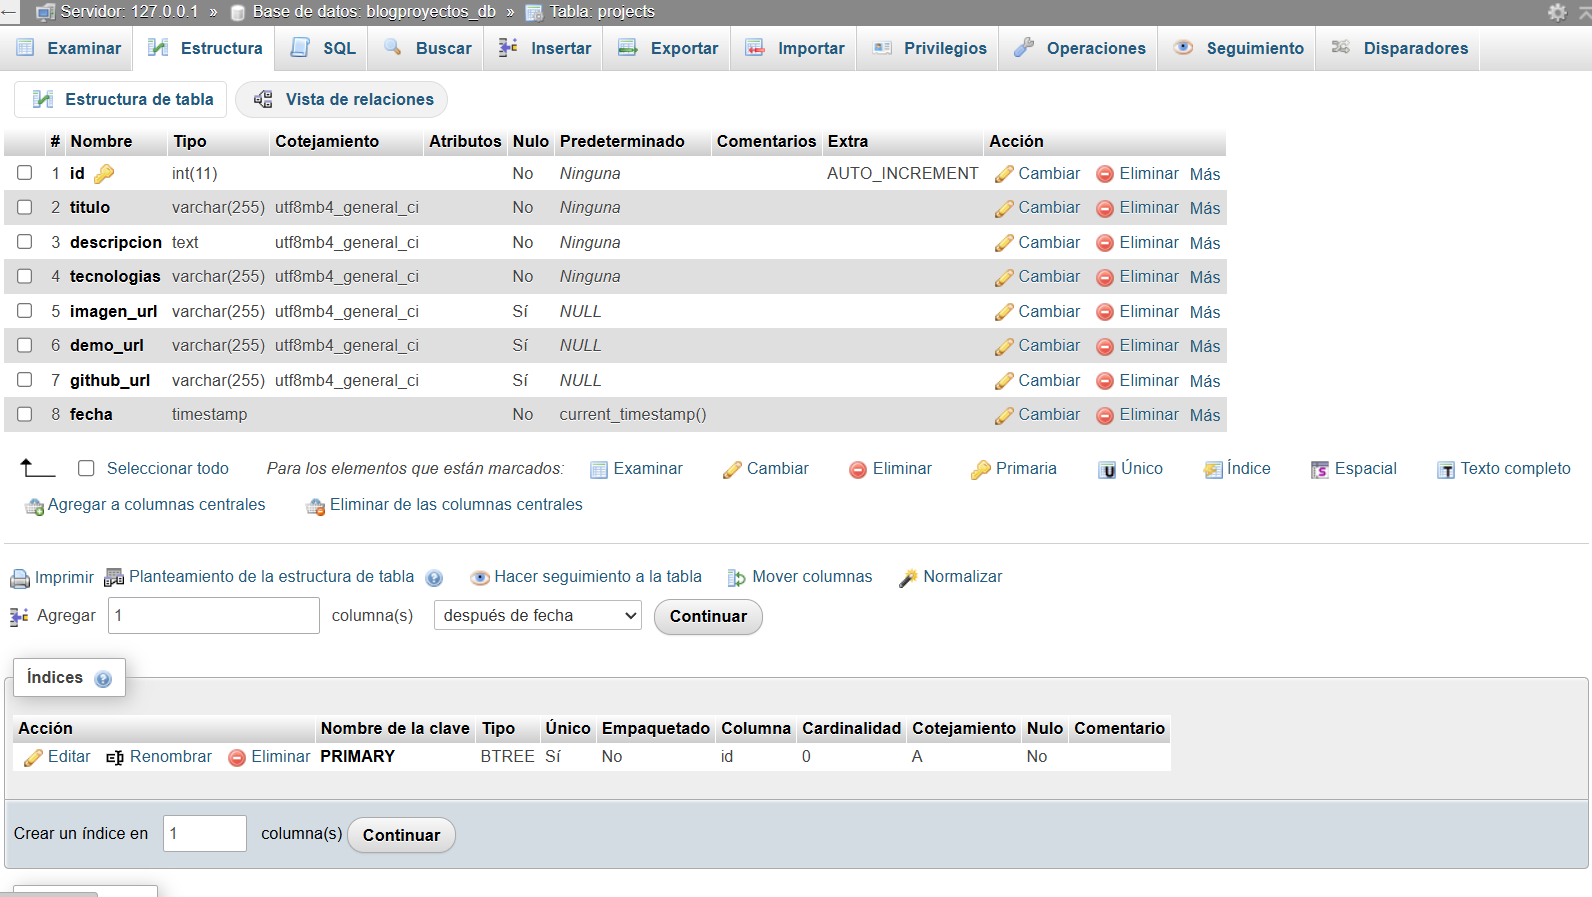 Servidor: 127.0.0.1 » Base de datos: blogproyectos_db » Tabla: projects
Examinar Estructura SQL Buscar Insertar Exportar Importar Privilegios Operaciones Seguimiento Disparadores
Estructura de tabla Vista de relaciones
# Nombre Tipo Cotejamiento Atributos Nulo Predeterminado Comentarios Extra Acción
1 id int(11) No Ninguna AUTO_INCREMENT Cambiar Eliminar Más
2 titulo varchar(255) utf8mb4_general_ci No Ninguna Cambiar Eliminar Más
3 descripcion text utf8mb4_general_ci No Ninguna Cambiar Eliminar Más
4 tecnologias varchar(255) utf8mb4_general_ci No Ninguna Cambiar Eliminar Más
5 imagen_url varchar(255) utf8mb4_general_ci Sí NULL Cambiar Eliminar Más
6 demo_url varchar(255) utf8mb4_general_ci Sí NULL Cambiar Eliminar Más
7 github_url varchar(255) utf8mb4_general_ci Sí NULL Cambiar Eliminar Más
8 fecha timestamp No current_timestamp() Cambiar Eliminar Más
Seleccionar todo Para los elementos que están marcados: Examinar Cambiar Eliminar Primaria Único Índice Espacial Texto completo
Agregar a columnas centrales Eliminar de las columnas centrales
Imprimir Planteamiento de la estructura de tabla Hacer seguimiento a la tabla Mover columnas Normalizar
Agregar 1 columna(s) después de fecha Continuar
Índices
Acción Nombre de la clave Tipo Único Empaquetado Columna Cardinalidad Cotejamiento Nulo Comentario
Editar Renombrar Eliminar PRIMARY BTREE Sí No id 0 A No
Crear un índice en 1 columna(s) Continuar